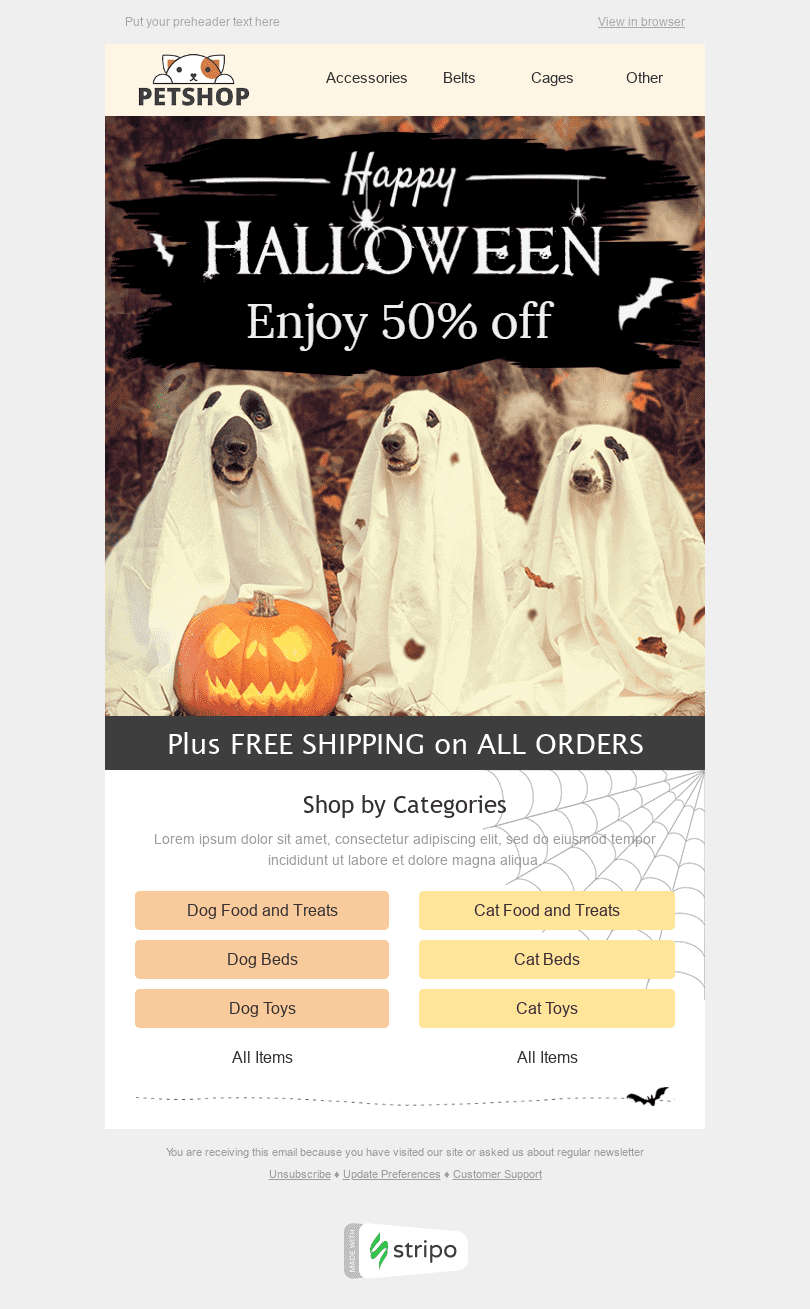 Put your preheader text here
View in browser
PETSHOP
Accessories
Belts
Cages
Other
Happy
HALLOWEEN
Enjoy 50% off
Plus FREE SHIPPING on ALL ORDERS
Shop by Categories
Lorem ipsum dolor sit amet, consectetur adipiscing elit, sed do eiusmod tempor
incididunt ut labore et dolore magna aliqua.
Dog Food and Treats
Cat Food and Treats
Dog Beds
Cat Beds
Dog Toys
Cat Toys
All Items
All Items
You are receiving this email because you have visited our site or asked us about regular newsletter
Unsubscribe ♦ Update Preferences ♦ Customer Support
MADE WITH
stripo